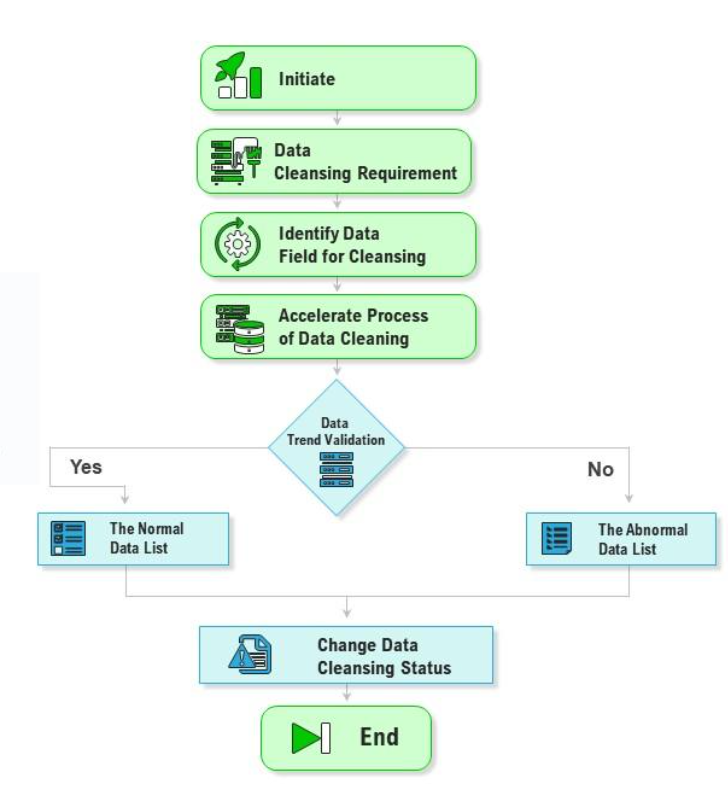 Initiate
Data
Cleansing Requirement
Identify Data
Field for Cleansing
Accelerate Process
of Data Cleaning
Data
Trend Validation
Yes
No
The Normal
Data List
The Abnormal
Data List
Change Data
Cleansing Status
End